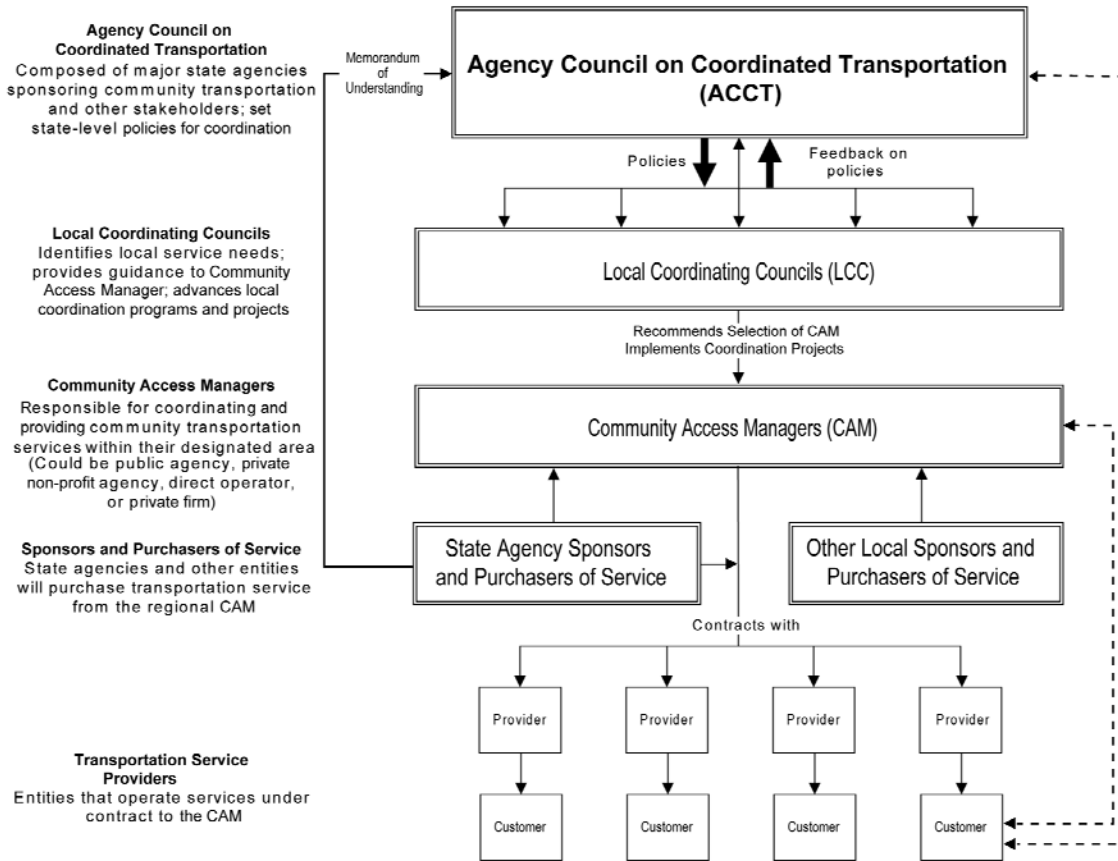 Agency Council on
Coordinated Transportation
Composed of major state agencies
sponsoring community transportation
and other stakeholders; set
state-level policies for coordination
Memorandum
of
Understanding
Agency Council on Coordinated Transportation
(ACCT)
Policies
Feedback on
policies
Local Coordinating Councils
Identifies local service needs;
provides guidance to Community
Access Manager; advances local
coordination programs and projects
Local Coordinating Councils (LCC)
Recommends Selection of CAM
Implements Coordination Projects
Community Access Managers
Responsible for coordinating and
providing community transportation
services within their designated area
(Could be public agency, private
non-profit agency, direct operator,
or private firm)
Community Access Managers (CAM)
Sponsors and Purchasers of Service
State agencies and other entities
will purchase transportation service
from the regional CAM
State Agency Sponsors
and Purchasers of Service
Other Local Sponsors and
Purchasers of Service
Contracts with
Provider
Provider
Provider
Provider
Transportation Service
Providers
Entities that operate services under
contract to the CAM
Customer
Customer
Customer
Customer